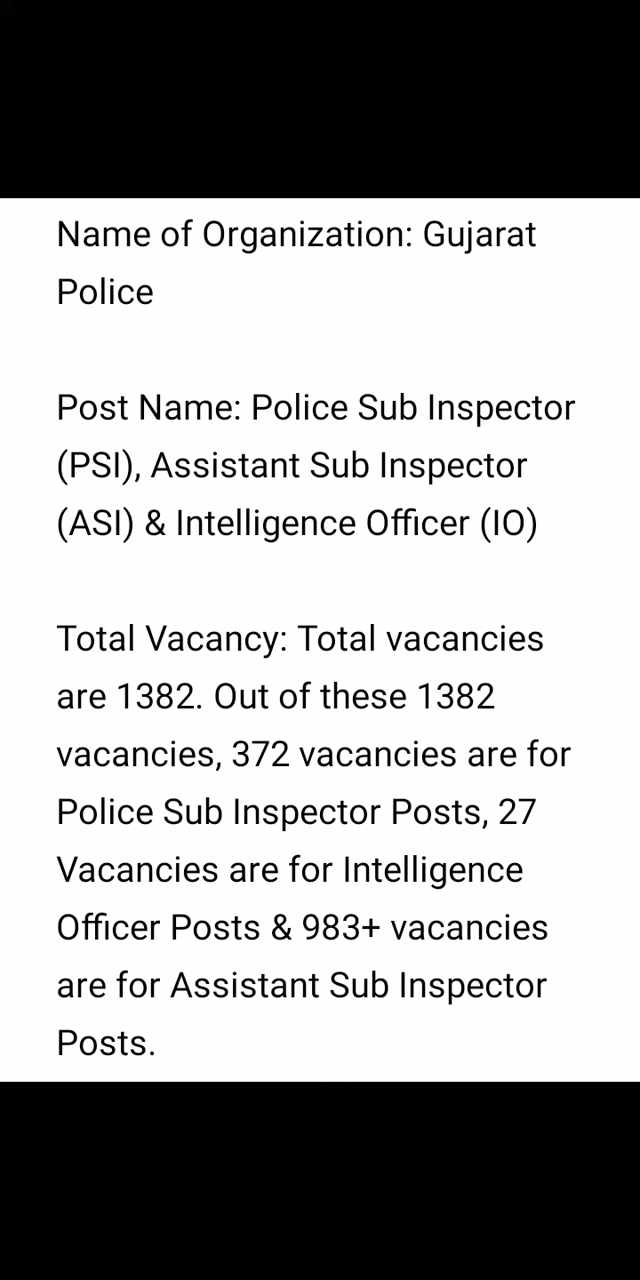 Name of Organization: Gujarat
Police
Post Name: Police Sub Inspector
(PSI), Assistant Sub Inspector
(ASI) & Intelligence Officer (IO)
Total Vacancy: Total vacancies
are 1382. Out of these 1382
vacancies, 372 vacancies are for
Police Sub Inspector Posts, 27
Vacancies are for Intelligence
Officer Posts & 983+ vacancies
are for Assistant Sub Inspector
Posts.